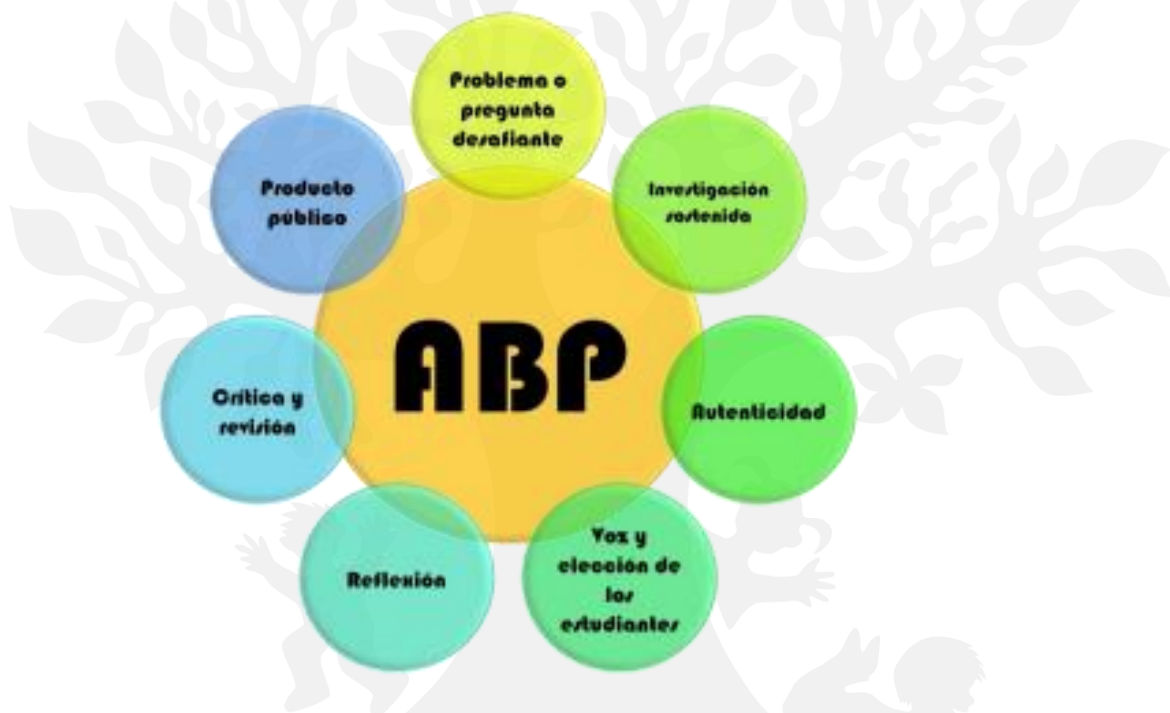 Problema o
pregunta
desafiante
Investigación
sostenida
Autenticidad
Voz y
elección de
los
estudiantes
Reflexión
Crítica y
revisión
Producto
público
ABP